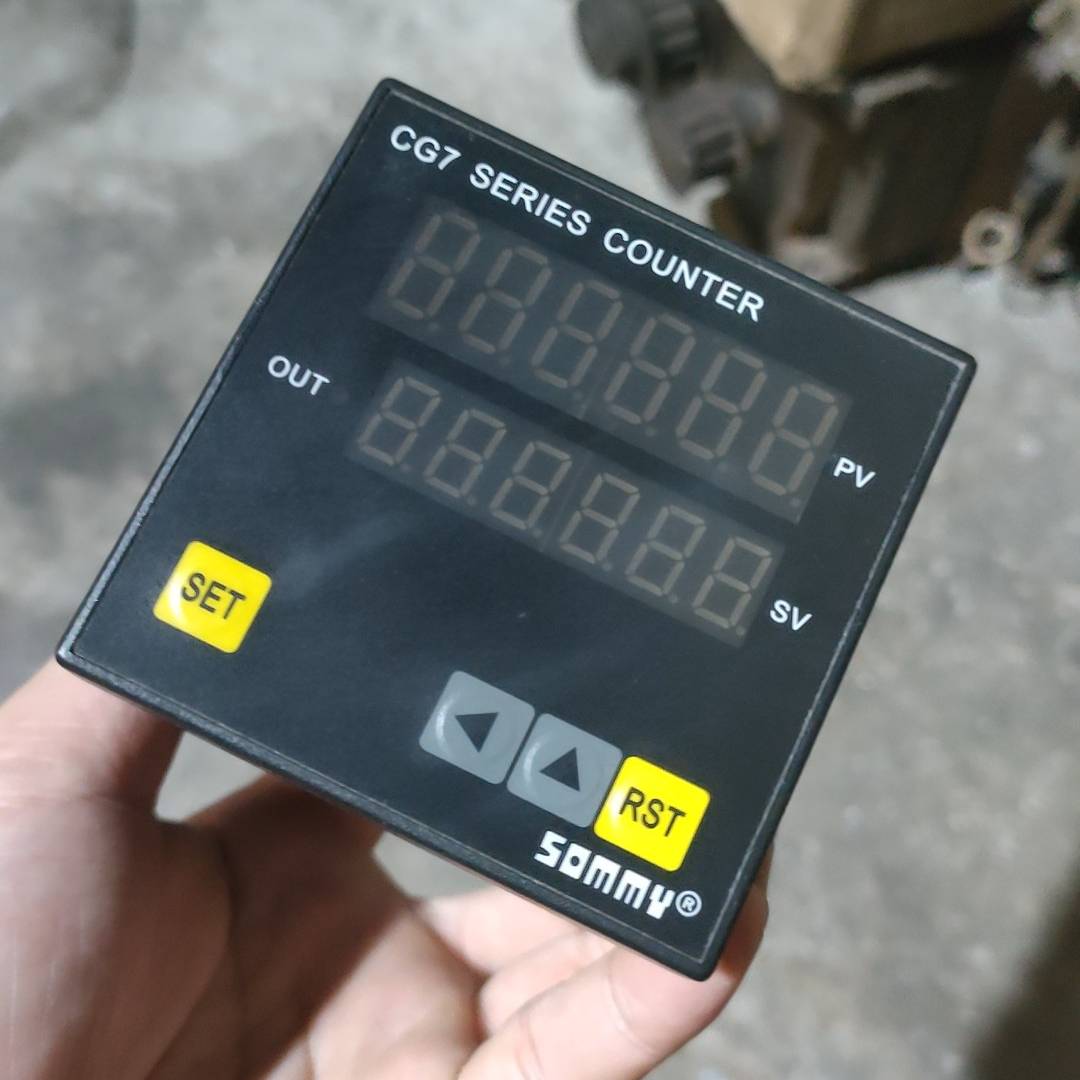 CG7 SERIES COUNTER
PV
OUT
SV
SET
RST
SOMMY®